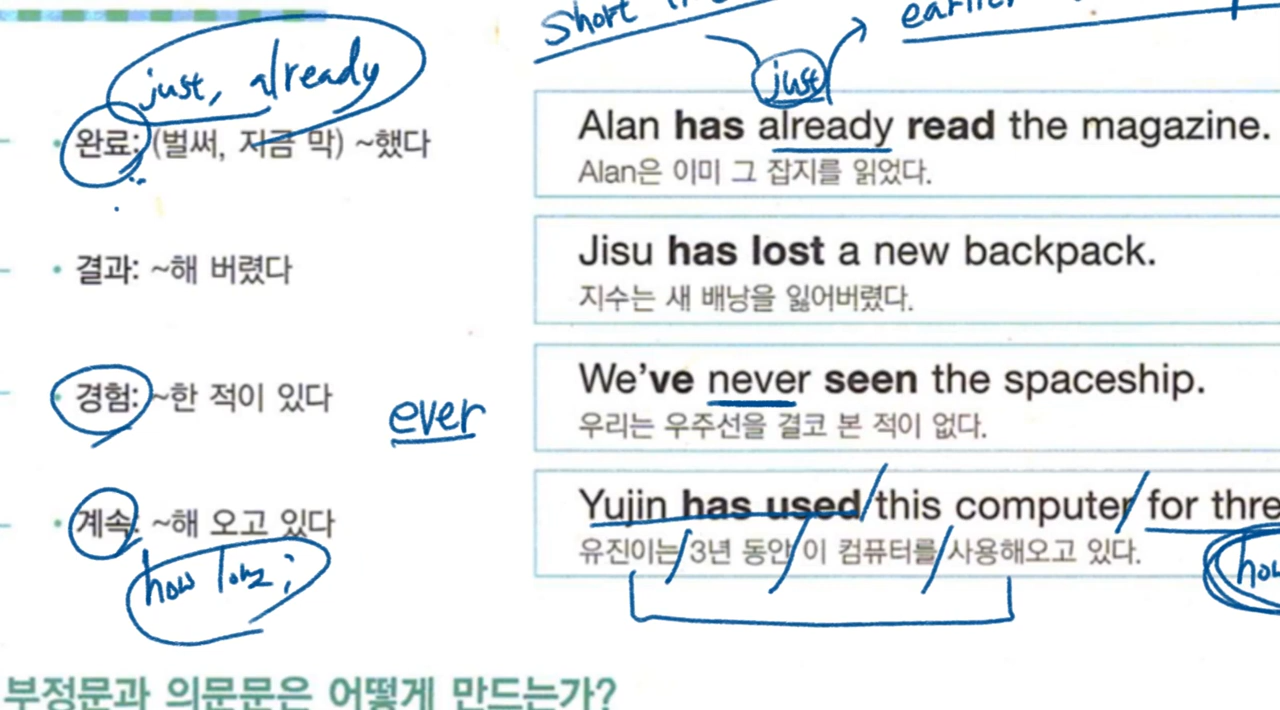 Short
earlier
just, already
just
• 완료: (벌써, 지금 막) ~했다
Alan has already read the magazine.
Alan은 이미 그 잡지를 읽었다.
• 결과: ~해 버렸다
Jisu has lost a new backpack.
지수는 새 배낭을 잃어버렸다.
• 경험: ~한 적이 있다
ever
We've never seen the spaceship.
우리는 우주선을 결코 본 적이 없다.
• 계속: ~해 오고 있다
how long;
Yujin has used this computer for thre
유진이는 3년 동안 이 컴퓨터를 사용해오고 있다.
how
부정문과 의문문은 어떻게 만드는가?